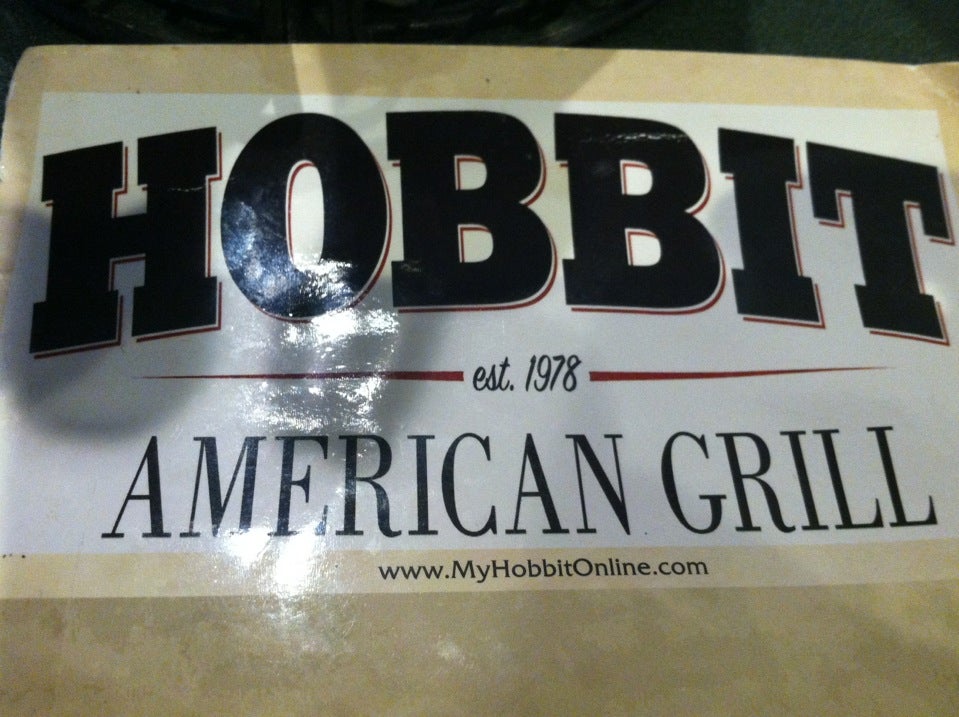 HOBBIT
est. 1978
AMERICAN GRILL
www.MyHobbitOnline.com